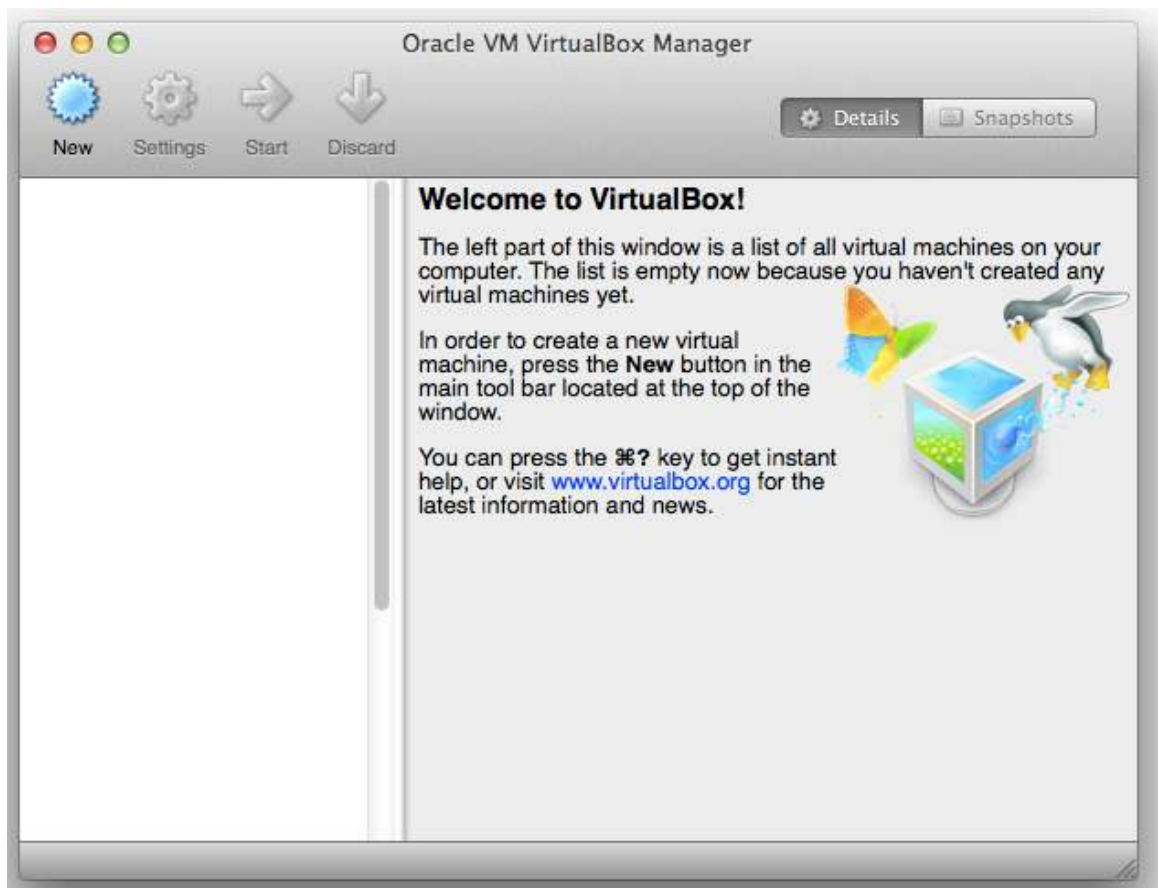 Oracle VM VirtualBox Manager
New Settings Start Discard
Details Snapshots
Welcome to VirtualBox!
The left part of this window is a list of all virtual machines on your
computer. The list is empty now because you haven't created any
virtual machines yet.
In order to create a new virtual
machine, press the New button in the
main tool bar located at the top of the
window.
You can press the ⌘? key to get instant
help, or visit www.virtualbox.org for the
latest information and news.